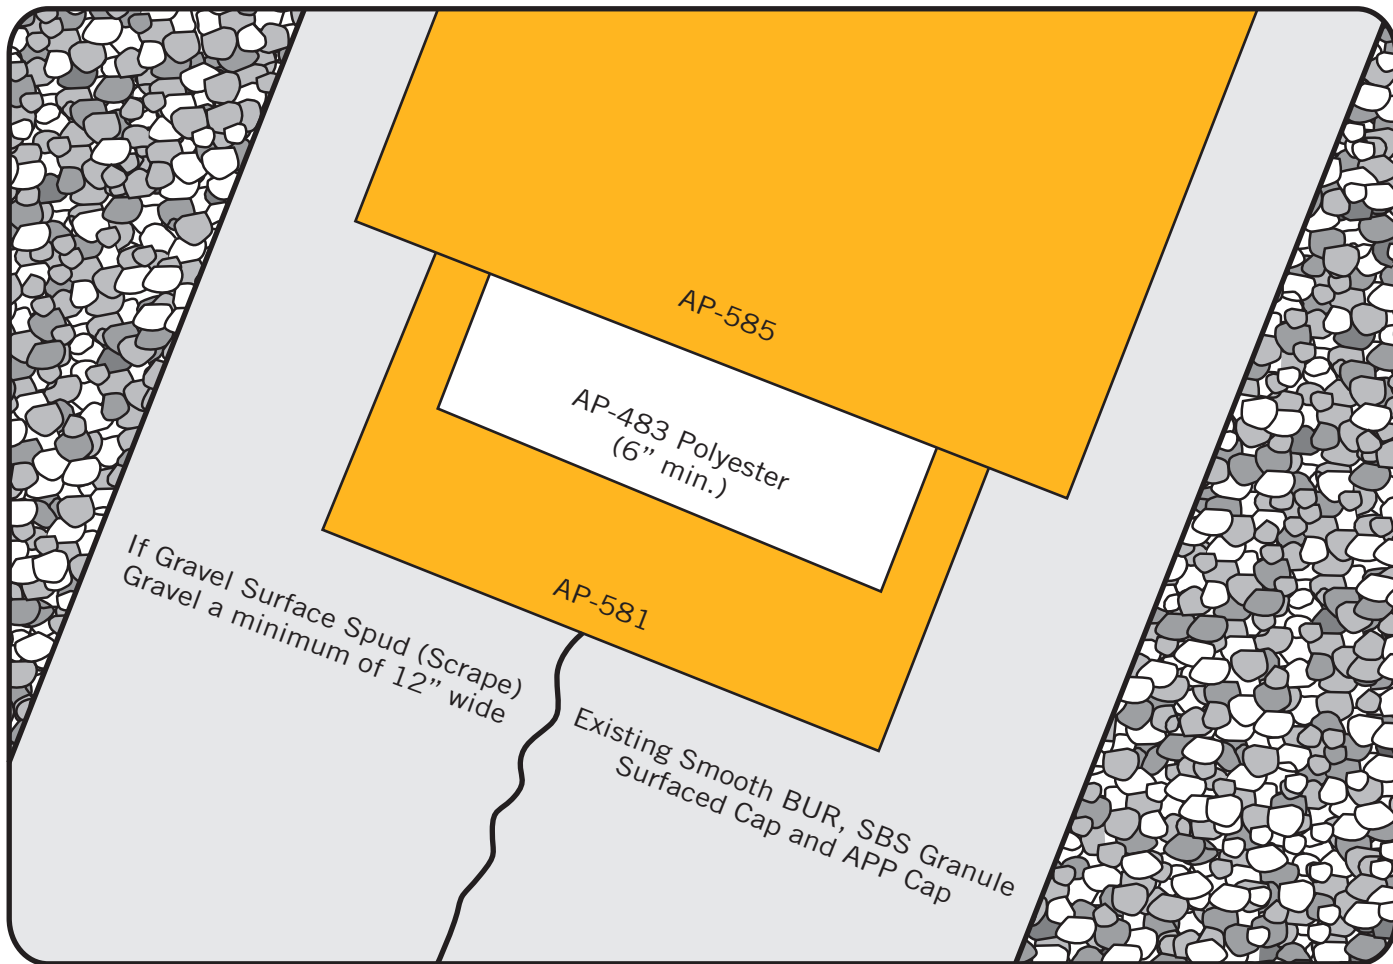 AP-585
AP-483 Polyester
(6” min.)
AP-581
If Gravel Surface Spud (Scrape)
Gravel a minimum of 12” wide
Existing Smooth BUR, SBS Granule
Surfaced Cap and APP Cap